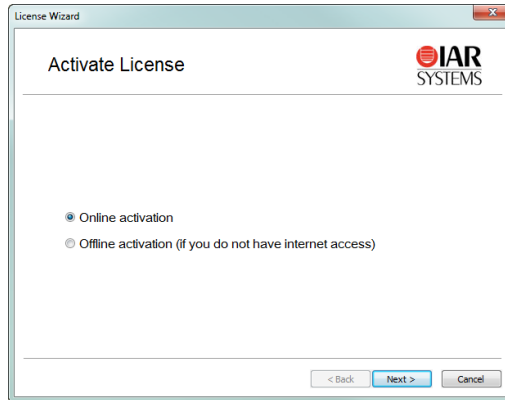 License Wizard
Activate License
IAR
SYSTEMS
Online activation
Offline activation (if you do not have internet access)
< Back Next > Cancel